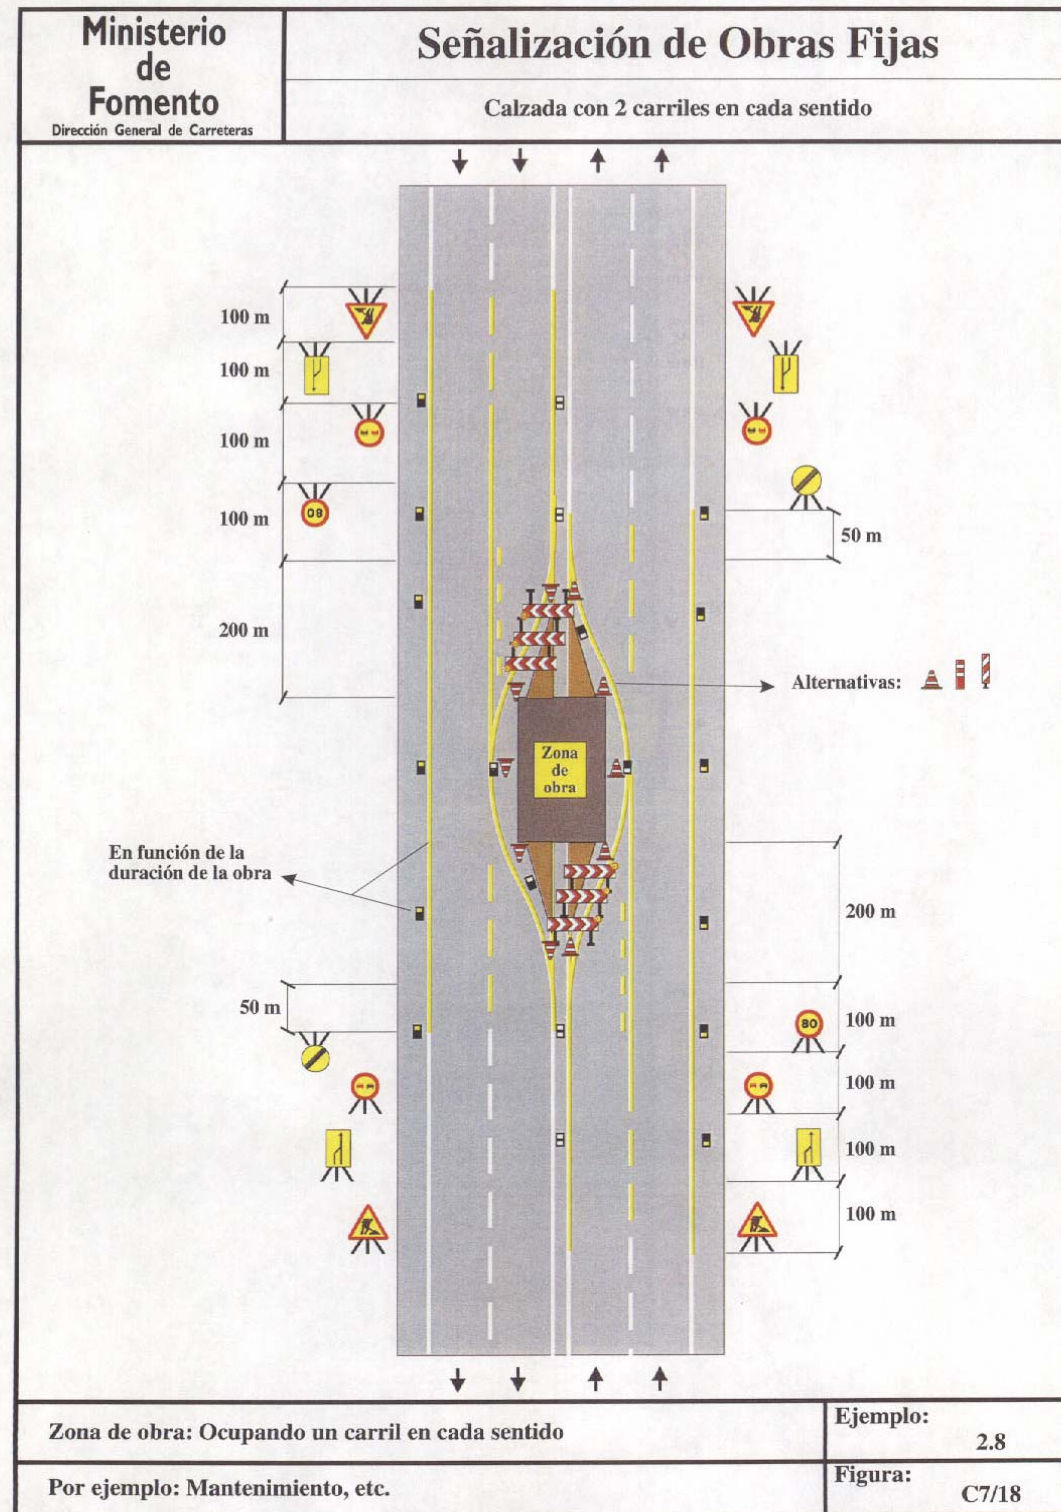 Ministerio
de
Fomento
Dirección General de Carreteras
Señalización de Obras Fijas
Calzada con 2 carriles en cada sentido
100 m
100 m
100 m
80
100 m
50 m
200 m
Alternativas:
Zona
de
obra
En función de la
duración de la obra
200 m
50 m
80
100 m
100 m
100 m
100 m
Zona de obra: Ocupando un carril en cada sentido
Ejemplo:
2.8
Por ejemplo: Mantenimiento, etc.
Figura:
C7/18